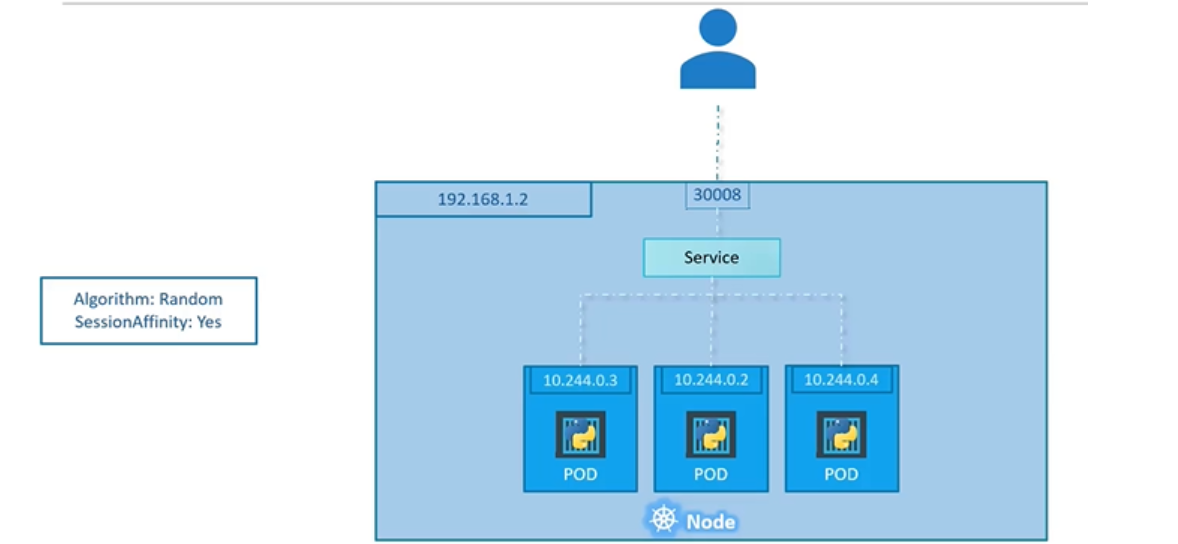 192.168.1.2
30008
Service
Algorithm: Random
SessionAffinity: Yes
10.244.0.3
10.244.0.2
10.244.0.4
POD
POD
POD
Node